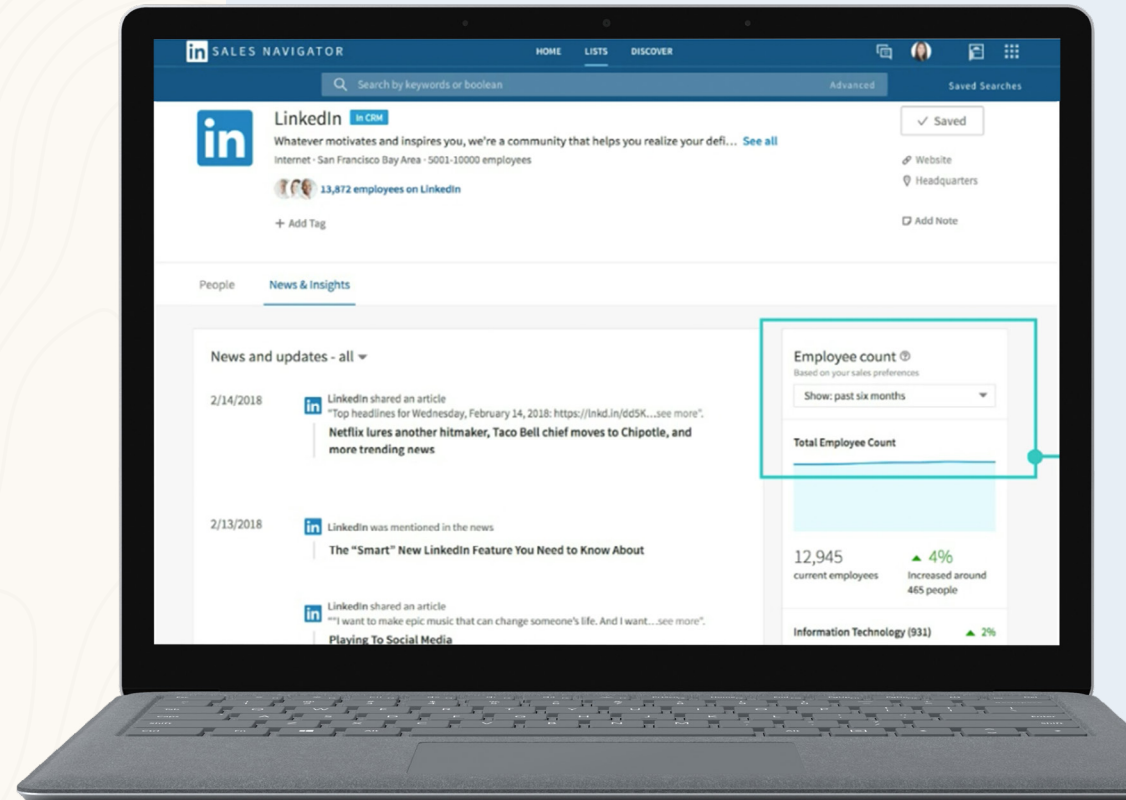 in SALES NAVIGATOR
HOME LISTS DISCOVER
Search by keywords or boolean
Advanced
Saved Searches
in
LinkedIn In CRM
Whatever motivates and inspires you, we're a community that helps you realize your defi... See all
Internet · San Francisco Bay Area · 5001-10000 employees
13,872 employees on LinkedIn
+ Add Tag
✓ Saved
Website
Headquarters
Add Note
People News & Insights
News and updates - all
2/14/2018
in LinkedIn shared an article
"Top headlines for Wednesday, February 14, 2018: https://lnkd.in/dd5K...see more".
Netflix lures another hitmaker, Taco Bell chief moves to Chipotle, and
more trending news
2/13/2018
in LinkedIn was mentioned in the news
The “Smart” New LinkedIn Feature You Need to Know About
in LinkedIn shared an article
""I want to make epic music that can change someone's life. And I want...see more".
Playing To Social Media
Employee count
Based on your sales preferences
Show: past six months
Total Employee Count
12,945
current employees
4%
Increased around
465 people
Information Technology (931) 2%